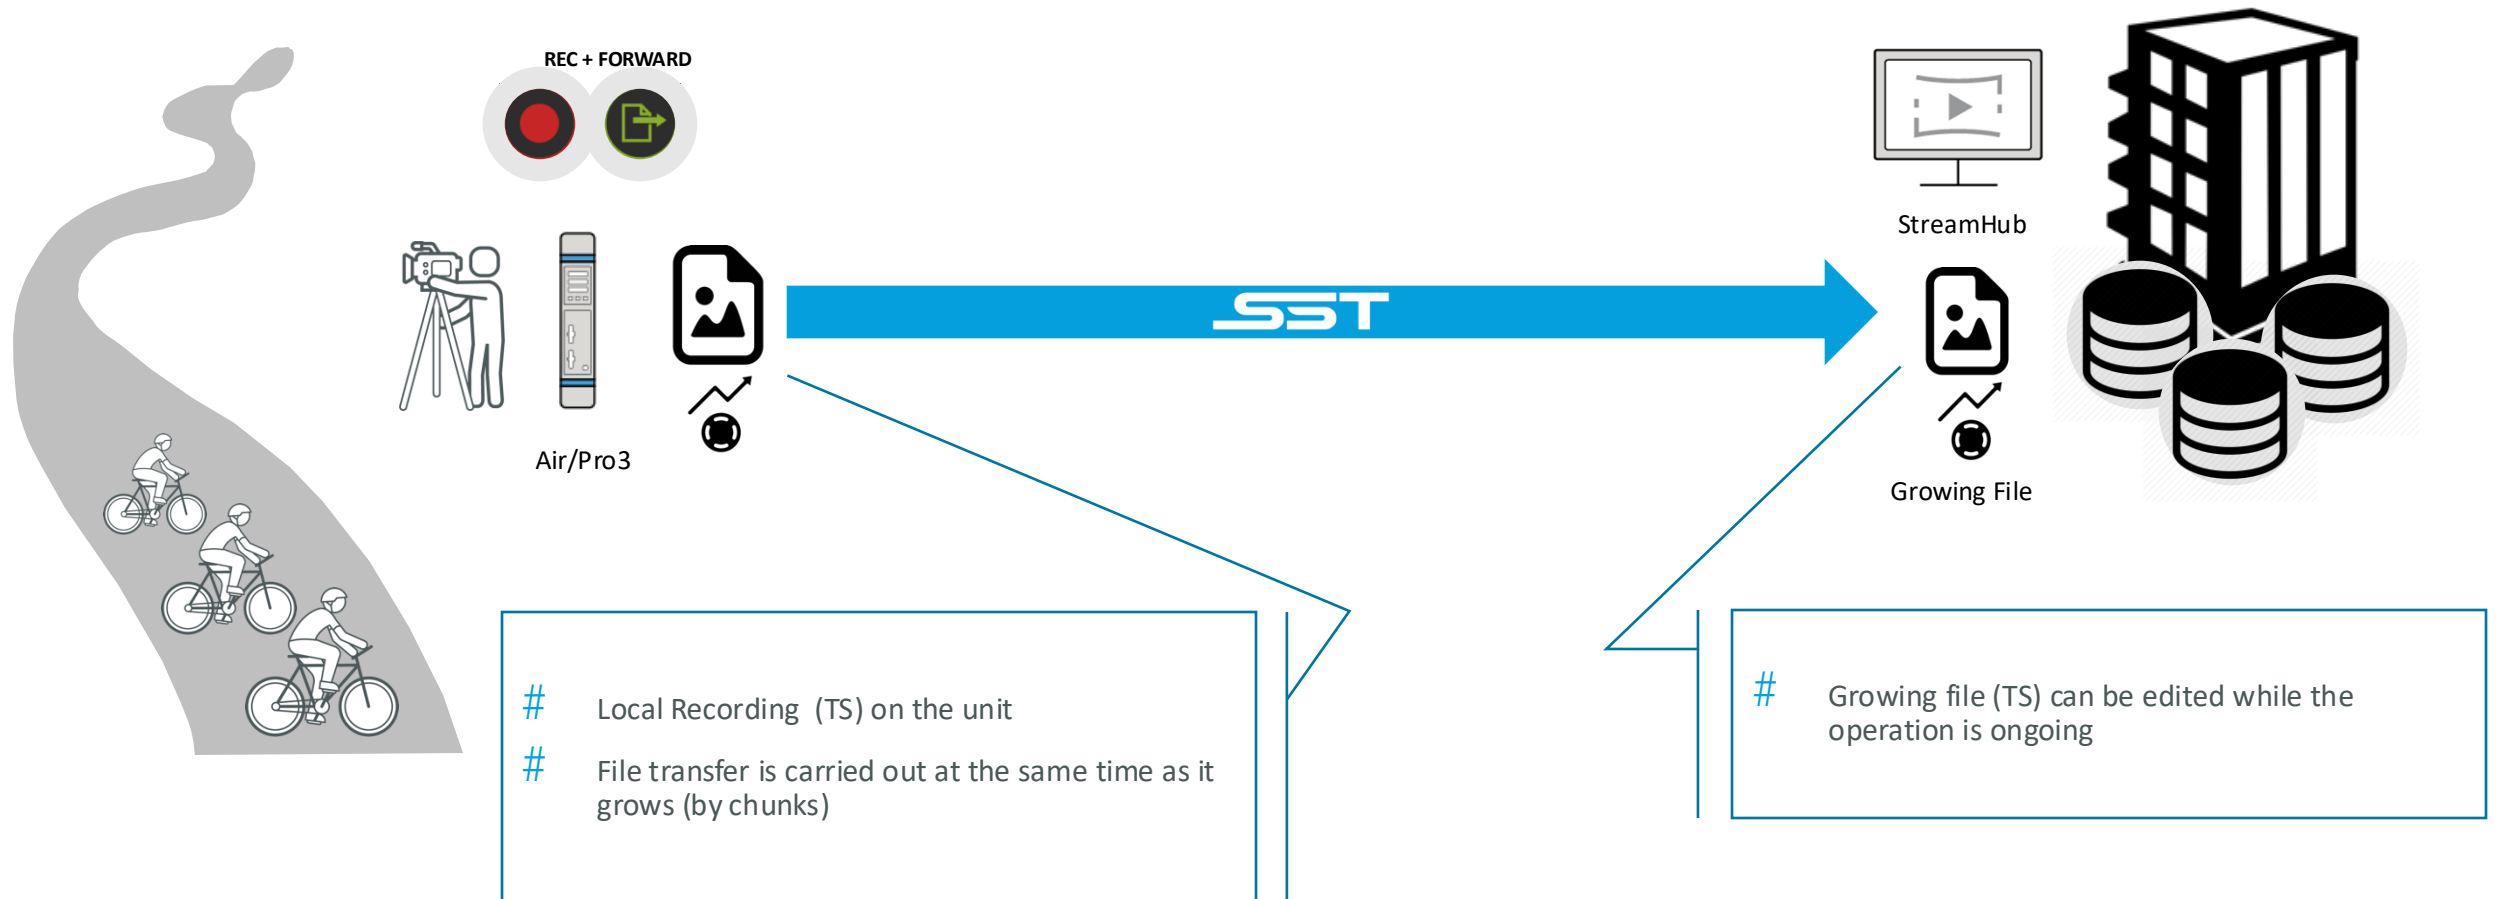 REC + FORWARD
StreamHub
SST
Air/Pro3
Growing File
# Local Recording (TS) on the unit
# File transfer is carried out at the same time as it
grows (by chunks)
# Growing file (TS) can be edited while the
operation is ongoing